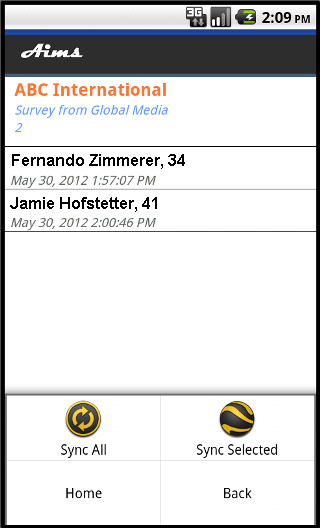 3G 2:09 PM
Aims
ABC International
Survey from Global Media
2
Fernando Zimmerer, 34
May 30, 2012 1:57:07 PM
Jamie Hofstetter, 41
May 30, 2012 2:00:46 PM
Sync All Sync Selected
Home Back